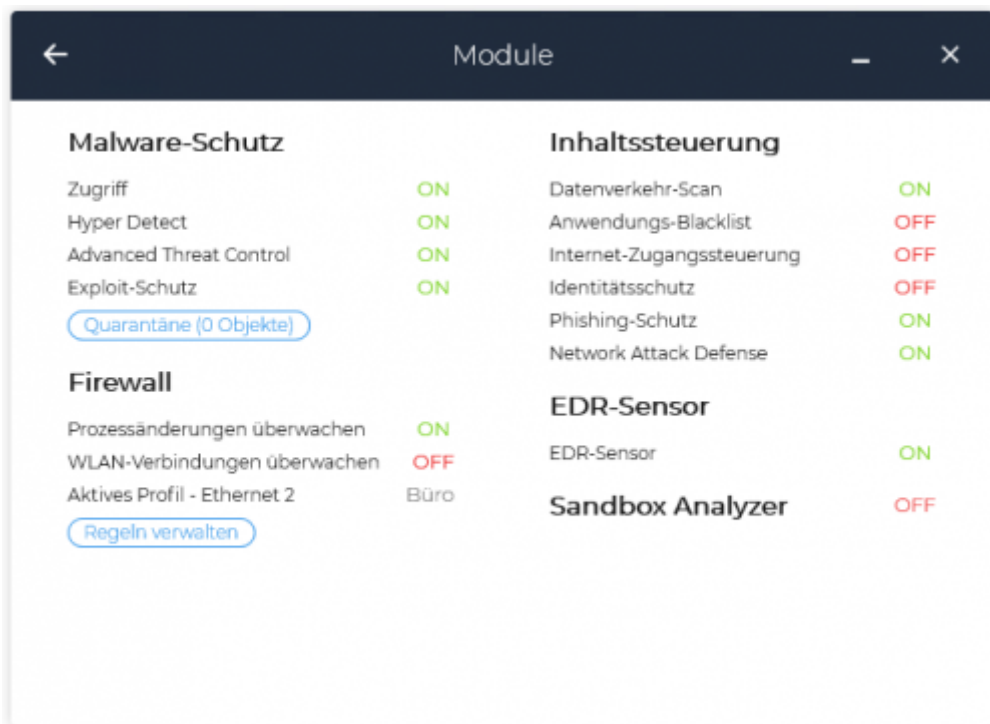 Module
Malware-Schutz
Zugriff ON
Hyper Detect ON
Advanced Threat Control ON
Exploit-Schutz ON
Quarantäne (0 Objekte)
Firewall
Prozessänderungen überwachen ON
WLAN-Verbindungen überwachen OFF
Aktives Profil - Ethernet 2 Büro
Regeln verwalten
Inhaltssteuerung
Datenverkehr-Scan ON
Anwendungs-Blacklist OFF
Internet-Zugangssteuerung OFF
Identitätsschutz OFF
Phishing-Schutz ON
Network Attack Defense ON
EDR-Sensor
EDR-Sensor ON
Sandbox Analyzer OFF